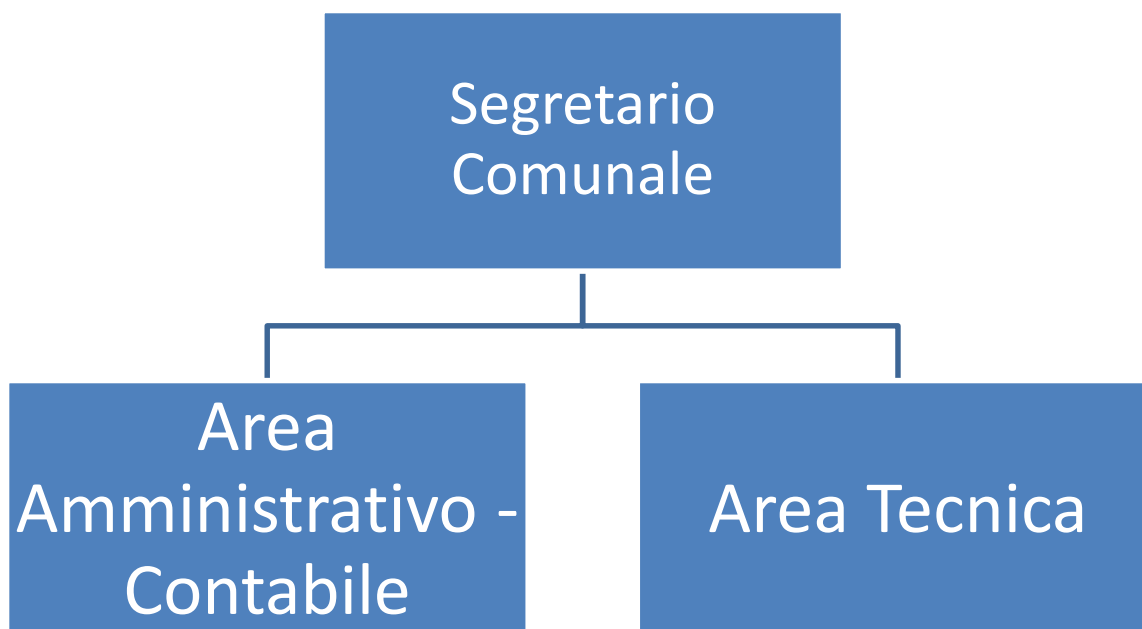 Segretario
Comunale
Area
Amministrativo -
Contabile
Area Tecnica